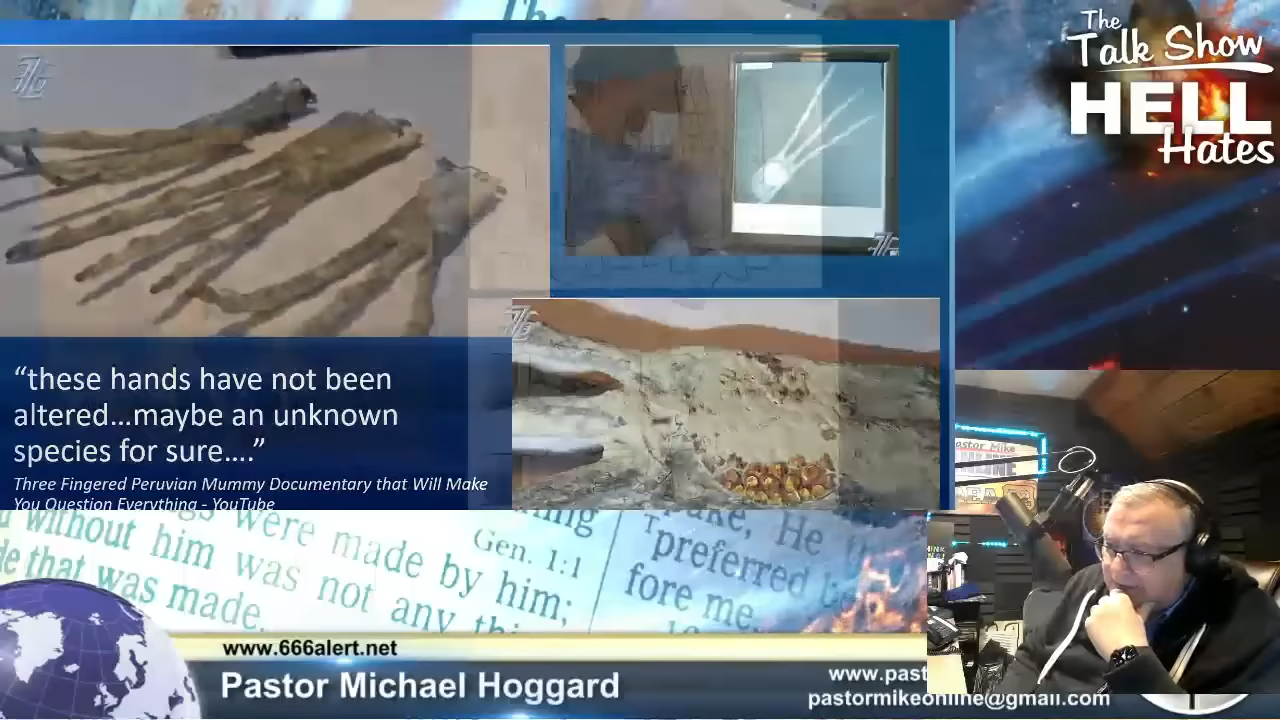 The
Talk Show
HELL
Hates
“these hands have not been
altered...maybe an unknown
species for sure....”
Three Fingered Peruvian Mummy Documentary that Will Make
You Question Everything - YouTube
were made by him;
Gen. 1:1
without him was not any
that was made.
He
preferred
fore me.
www.666alert.net
Pastor Michael Hoggard
www.past
pastormikeonline@gmail.com
Pastor Mike